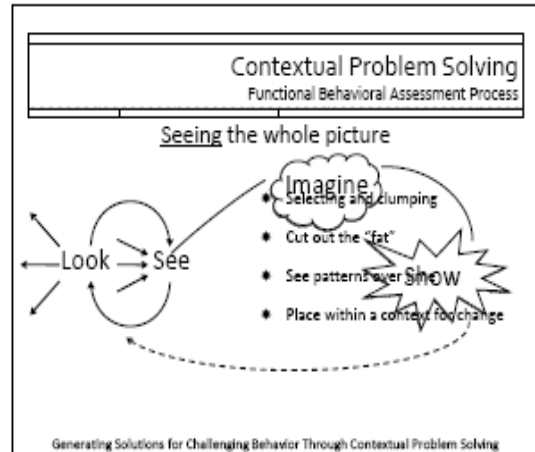 Contextual Problem Solving
Functional Behavioral Assessment Process
Seeing the whole picture
Imagine
Selecting and clumping
Look
See
Cut out the "fat"
See patterns over time
Show
Place within a context for change
Generating Solutions for Challenging Behavior Through Contextual Problem Solving